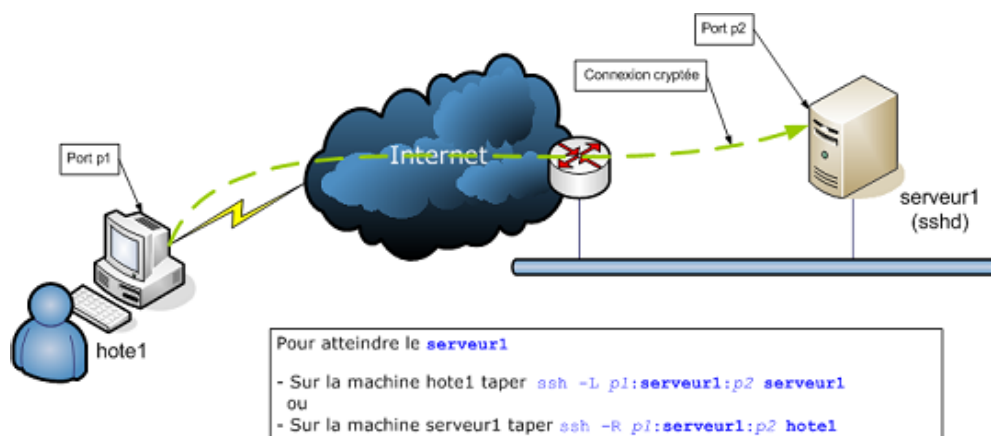 Port p2
Connexion cryptée
Port p1
Internet
serveur1
(sshd)
hote1
Pour atteindre le serveur1
- Sur la machine hote1 taper ssh -L p1:serveur1:p2 serveur1
ou
- Sur la machine serveur1 taper ssh -R p1:serveur1:p2 hote1